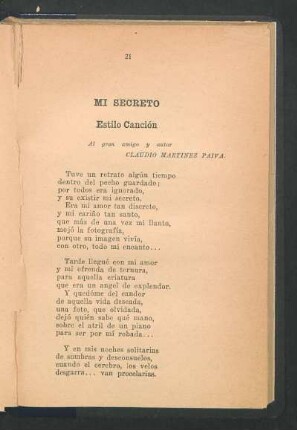 21
MI SECRETO
Estilo Canción
Al gran amigo y autor
CLAUDIO MARTINEZ PAIVA.
Tuve un retrato algún tiempo
dentro del pecho guardado;
por todos era ignorado,
y su existir mi secreto.
Era mi amor tan discreto,
y mi cariño tan santo,
que más de una vez mi llanto,
mojó la fotografía,
porque su imagen vivía,
con otro, todo mi encanto...
Tarde llegué con mi amor
y mi ofrenda de ternura,
para aquella criatura
que era un angel de esplendor.
Y quedóme del candor
de aquella vida deseada,
una foto, que olvidada,
dejó quién sabe qué mano,
sobre el atril de un piano
para ser por mi robada...
Y en mis noches solitarias
de sombras y desconsuelos,
cuando al cerebro, los velos
desgarra... van procelarias.